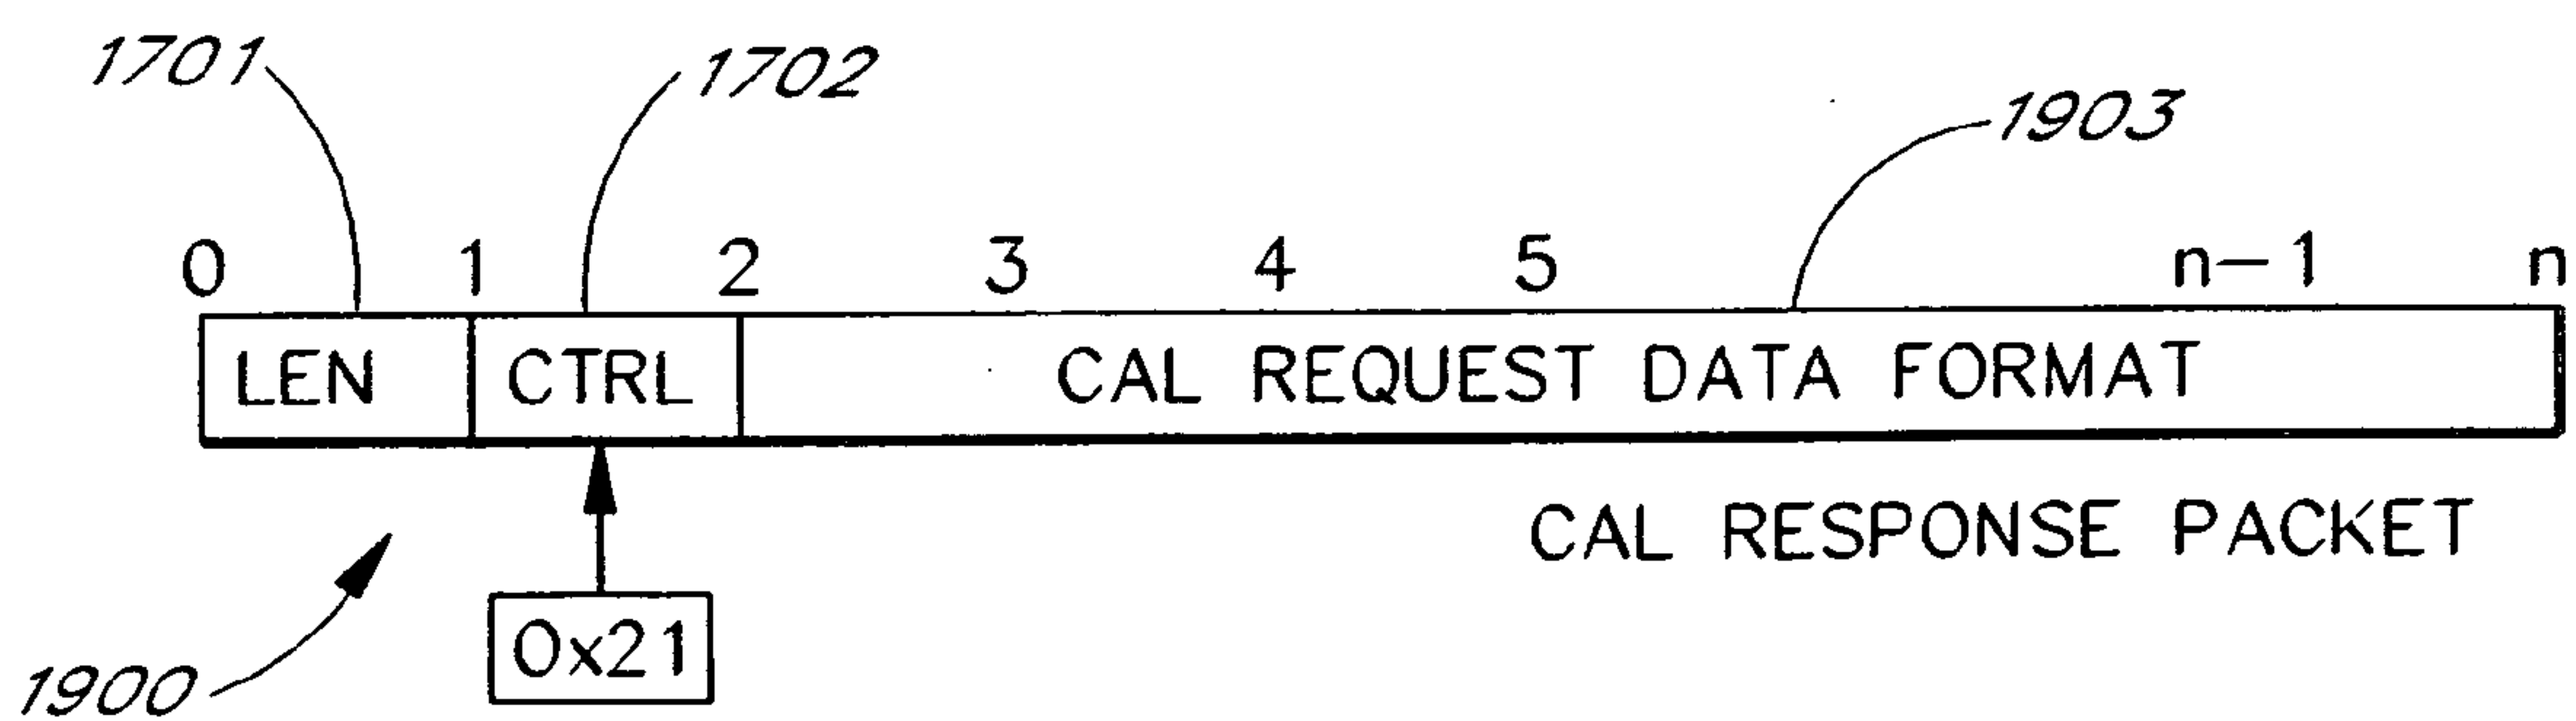 1701
1702
1903
0 1 2 3 4 5 n-1 n
LEN CTRL CAL REQUEST DATA FORMAT
CAL RESPONSE PACKET
0x21
1900